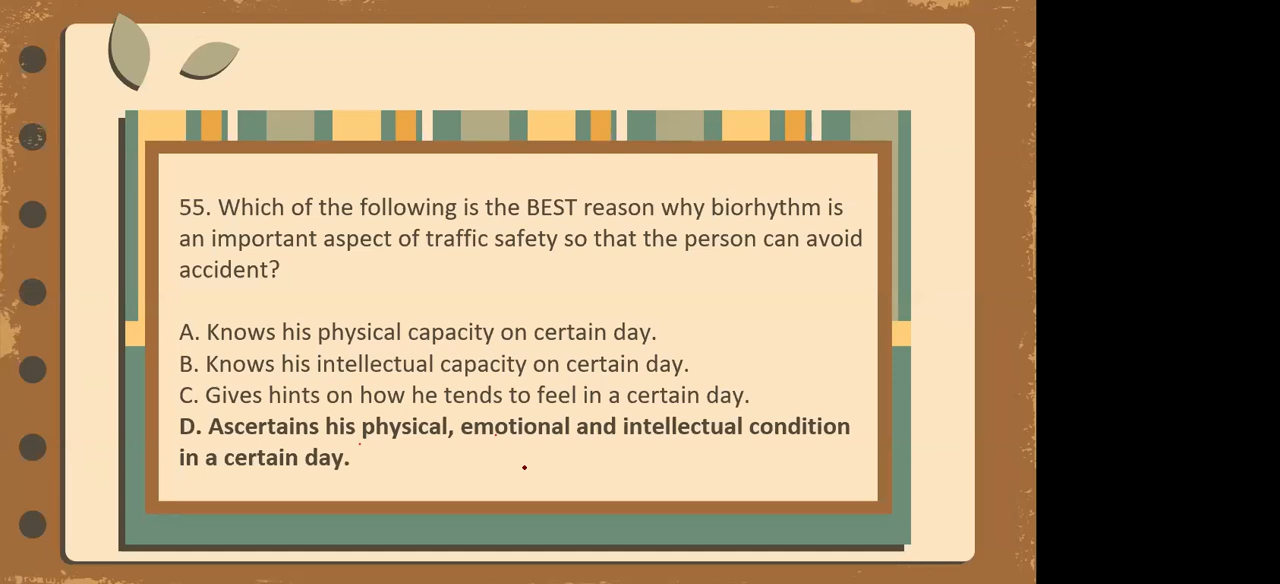 55. Which of the following is the BEST reason why biorhythm is
an important aspect of traffic safety so that the person can avoid
accident?
A. Knows his physical capacity on certain day.
B. Knows his intellectual capacity on certain day.
C. Gives hints on how he tends to feel in a certain day.
D. Ascertains his physical, emotional and intellectual condition
in a certain day.